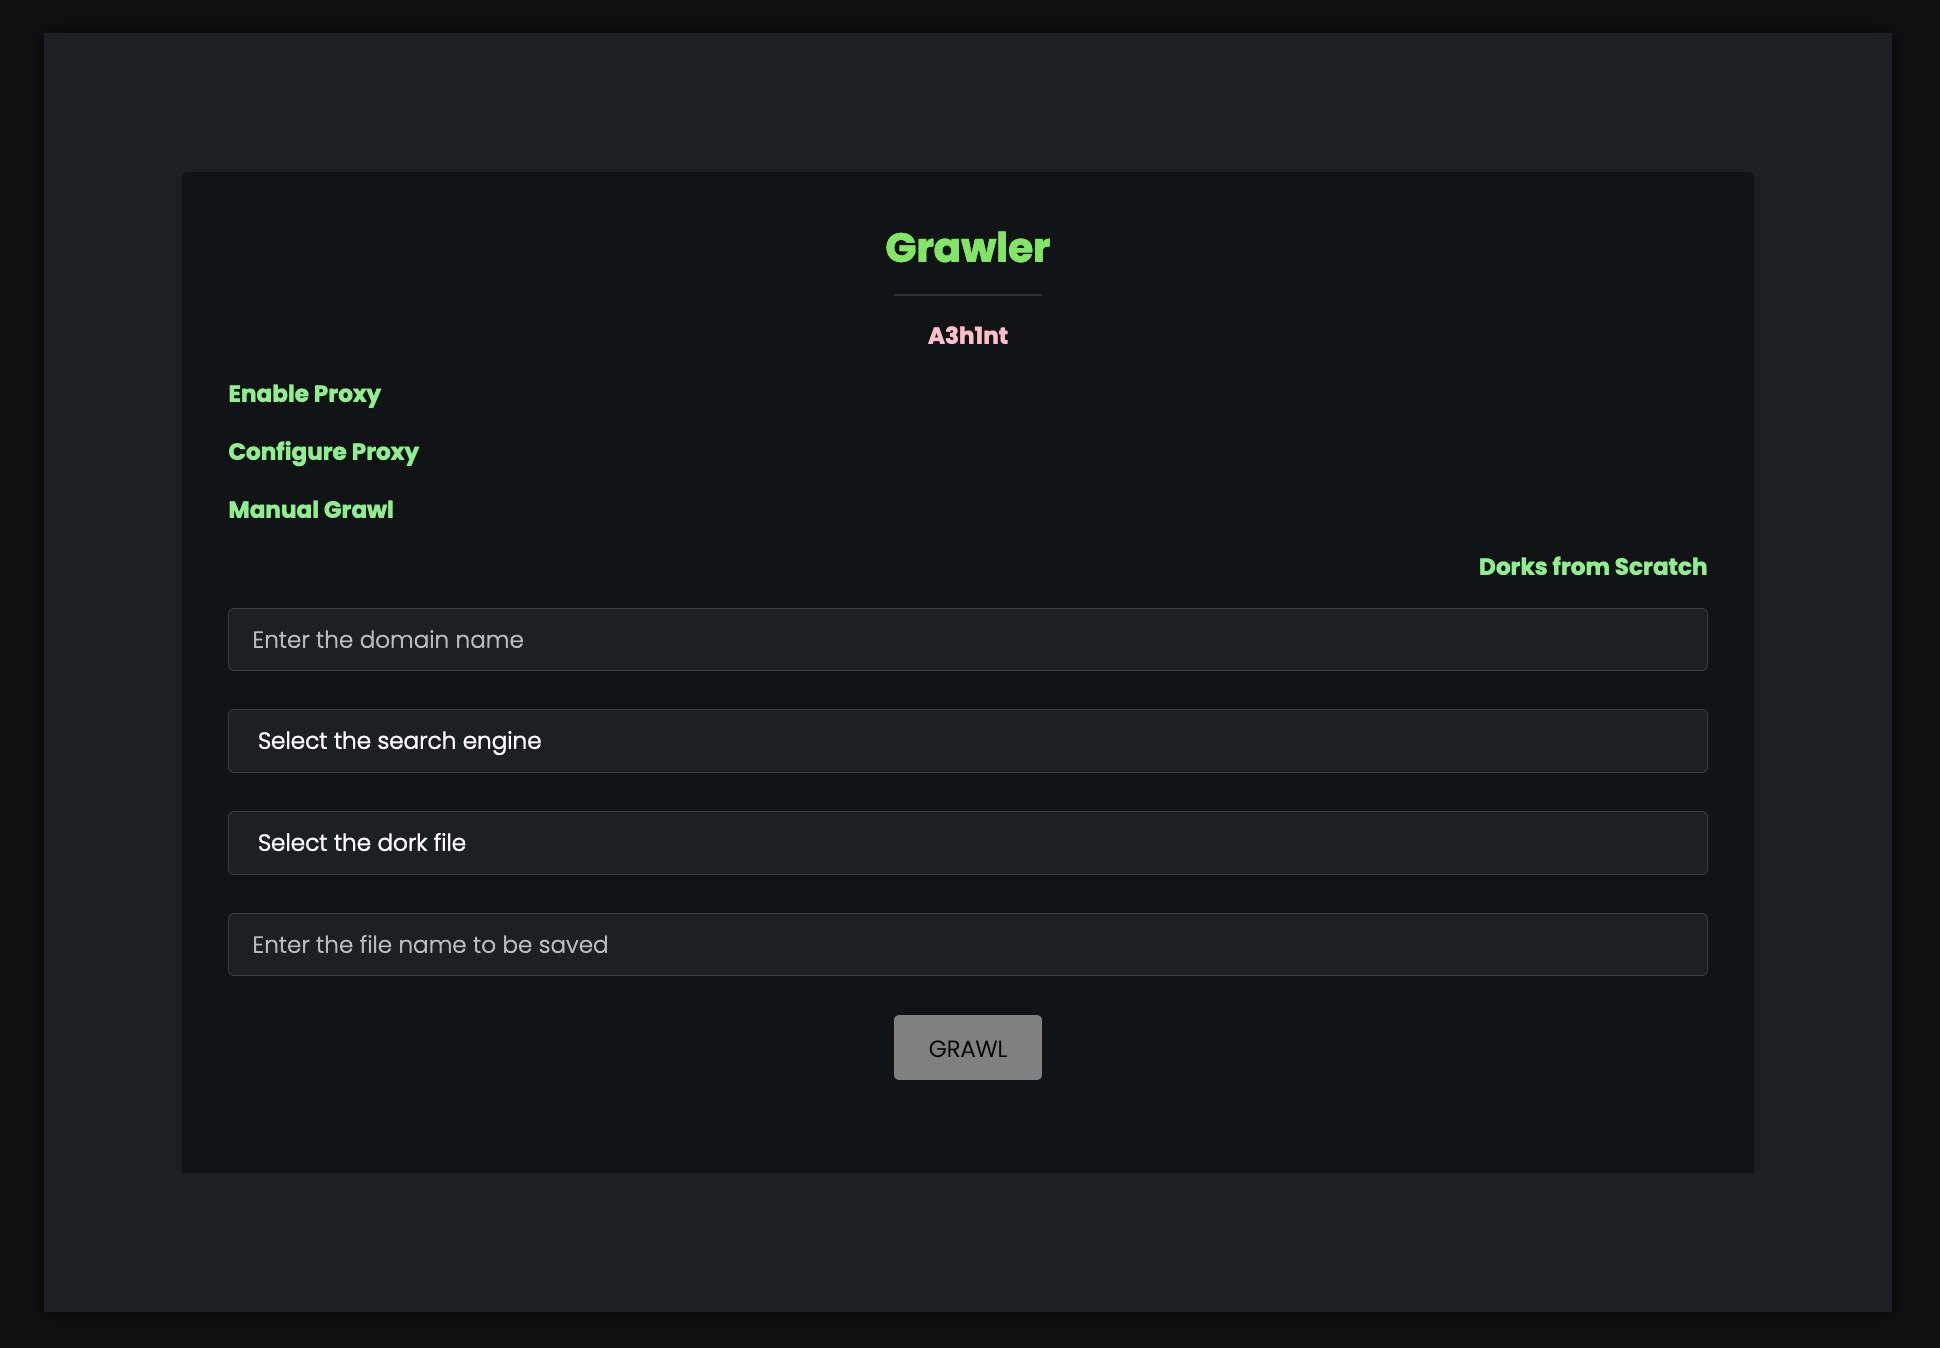 Grawler
A3h1nt
Enable Proxy
Configure Proxy
Manual Grawl
Dorks from Scratch
Enter the domain name
Select the search engine
Select the dork file
Enter the file name to be saved
GRAWL